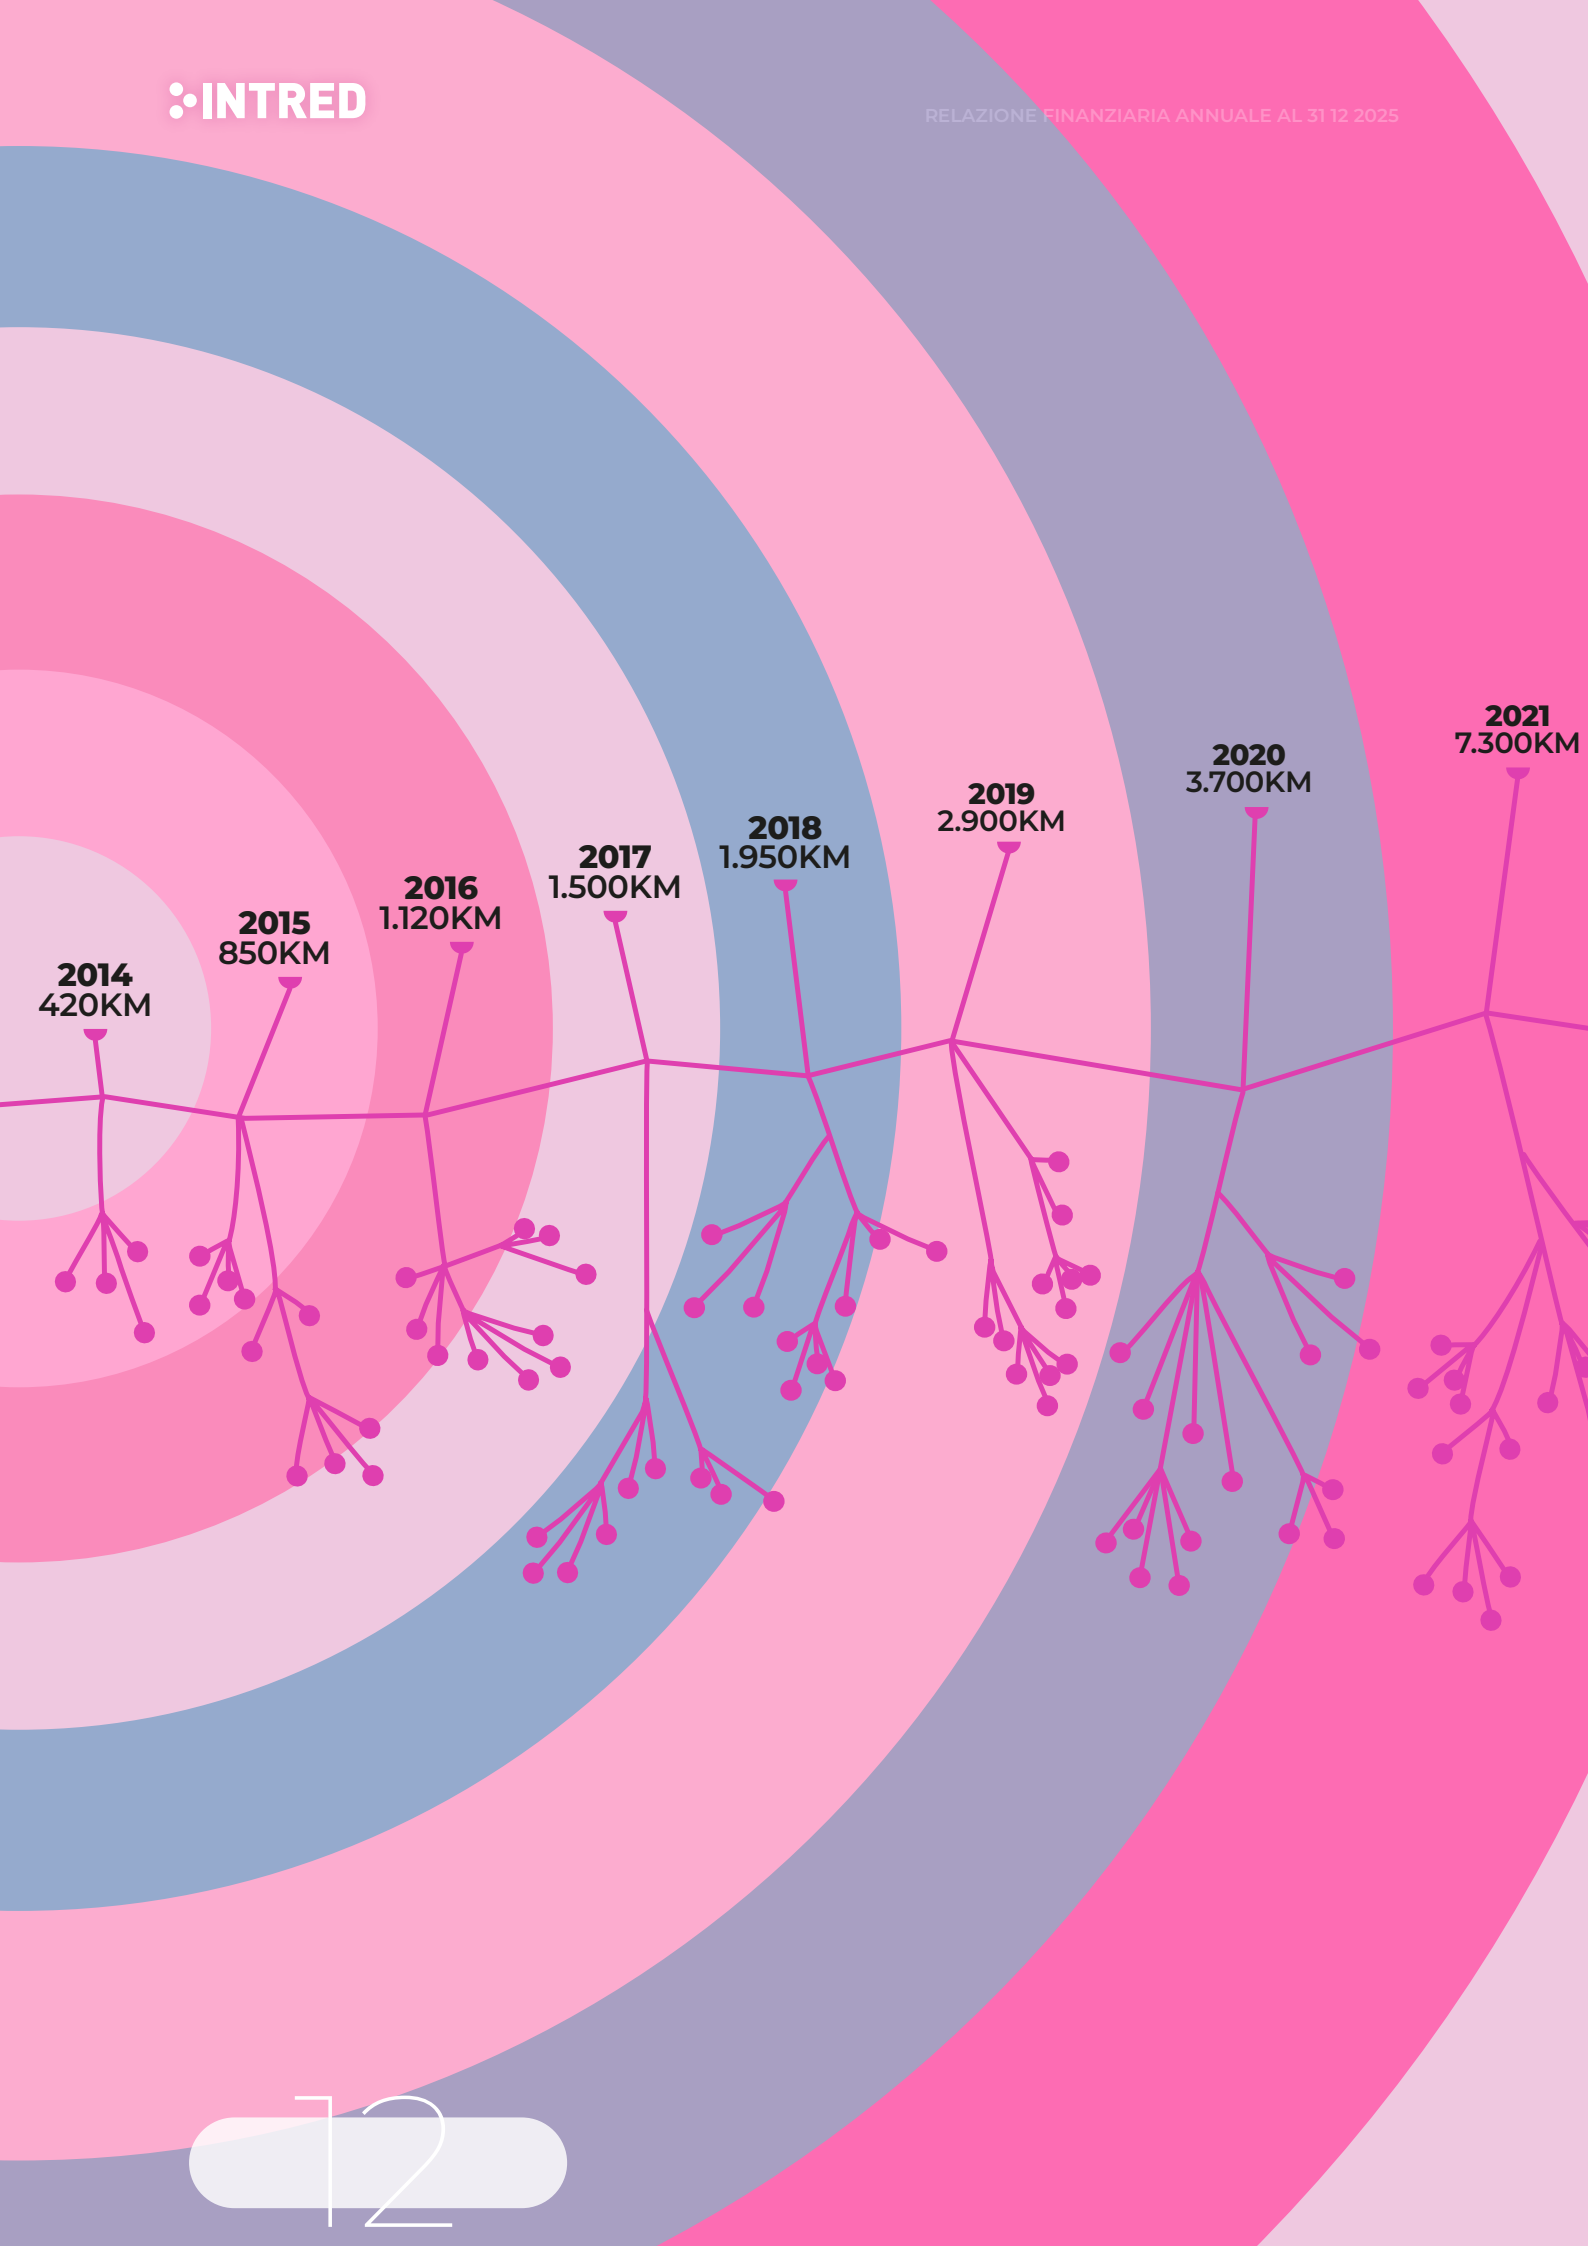 INTRED
RELAZIONE FINANZIARIA ANNUALE AL 31 12 2025
2014
420KM
2015
850KM
2016
1.120KM
2017
1.500KM
2018
1.950KM
2019
2.900KM
2020
3.700KM
2021
7.300KM
12